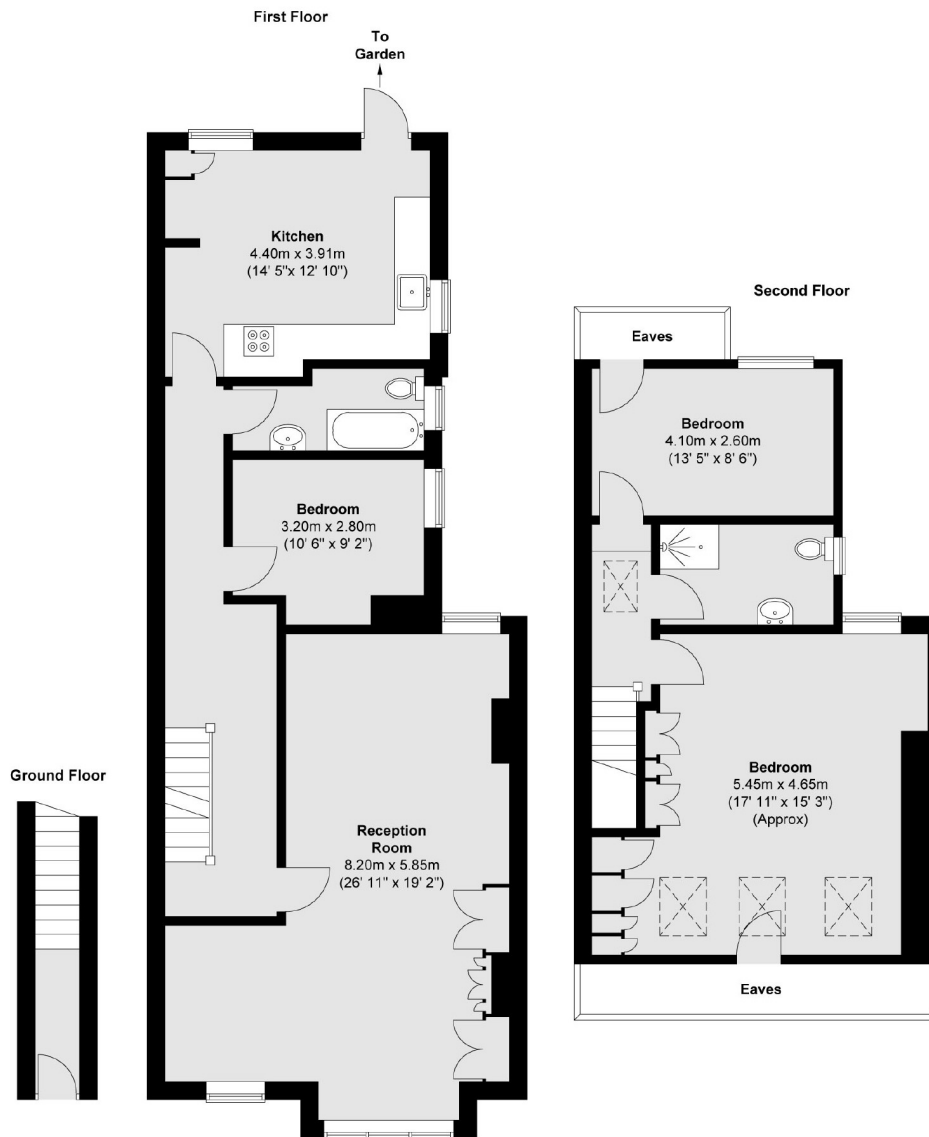 First Floor
To
Garden
Kitchen
4.40m x 3.91m
(14' 5"x 12' 10")
Bedroom
3.20m x 2.80m
(10' 6" x 9' 2")
Reception
Room
8.20m x 5.85m
(26' 11" x 19' 2")
Ground Floor
Second Floor
Eaves
Bedroom
4.10m x 2.60m
(13' 5" x 8' 6")
Bedroom
5.45m x 4.65m
(17' 11" x 15' 3")
(Approx)
Eaves